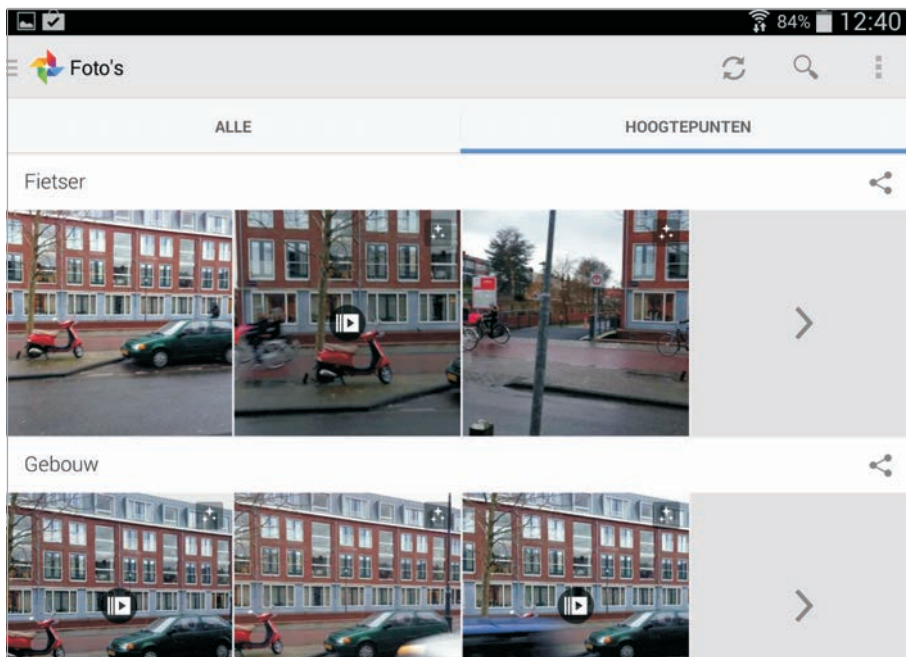 84% 12:40
Foto's
ALLE HOOGTEPUNTEN
Fietser
Gebouw